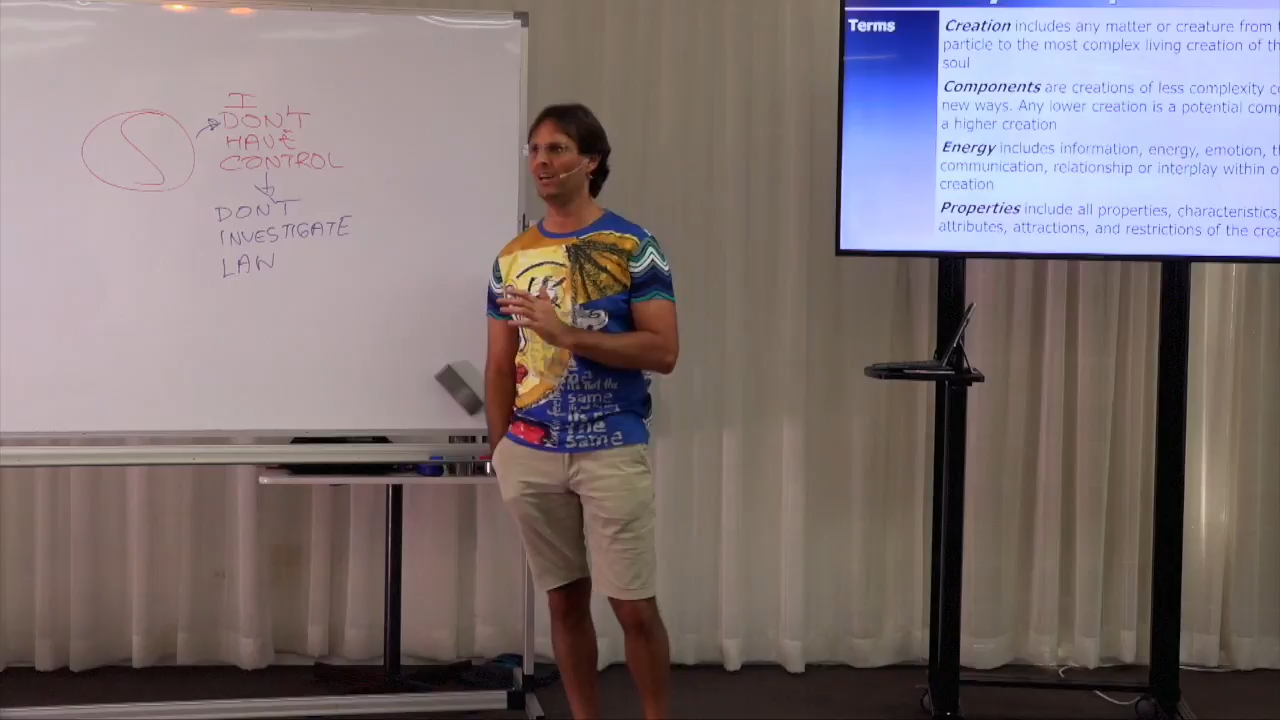 S
I
DON'T
HAVE
CONTROL
DON'T
INVESTIGATE
LAW
same
the
same
Terms
Creation includes any matter or creature from
particle to the most complex living creation of
soul
Components are creations of less complexity
new ways. Any lower creation is a potential
a higher creation
Energy includes information, energy, emotion,
communication, relationship or interplay within
creation
Properties include all properties, characteristics,
attributes, attractions, and restrictions of the